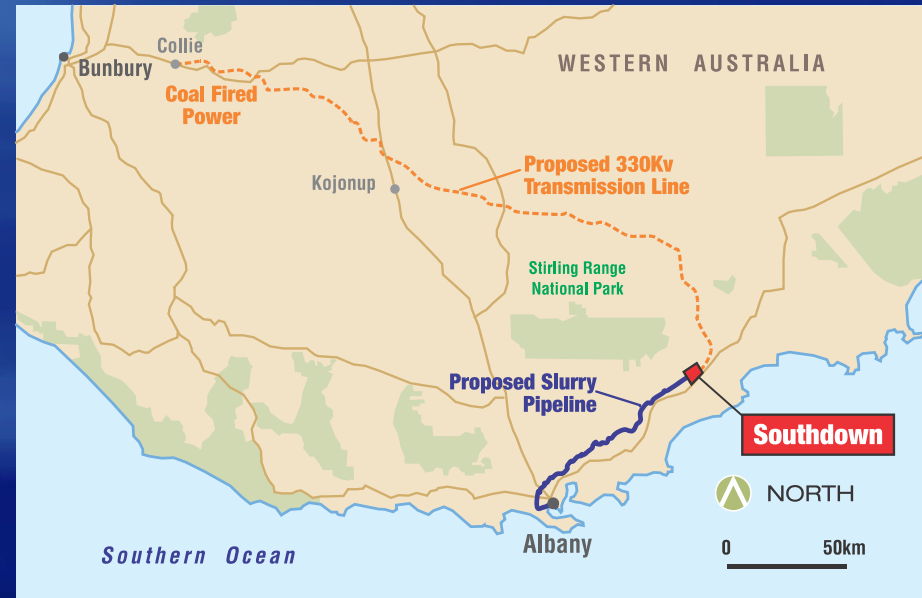 Collie
Bunbury
WESTERN AUSTRALIA
Coal Fired
Power
Proposed 330Kv
Transmission Line
Kojonup
Stirling Range
National Park
Proposed Slurry
Pipeline
Southdown
NORTH
Albany
Southern Ocean
0 50km